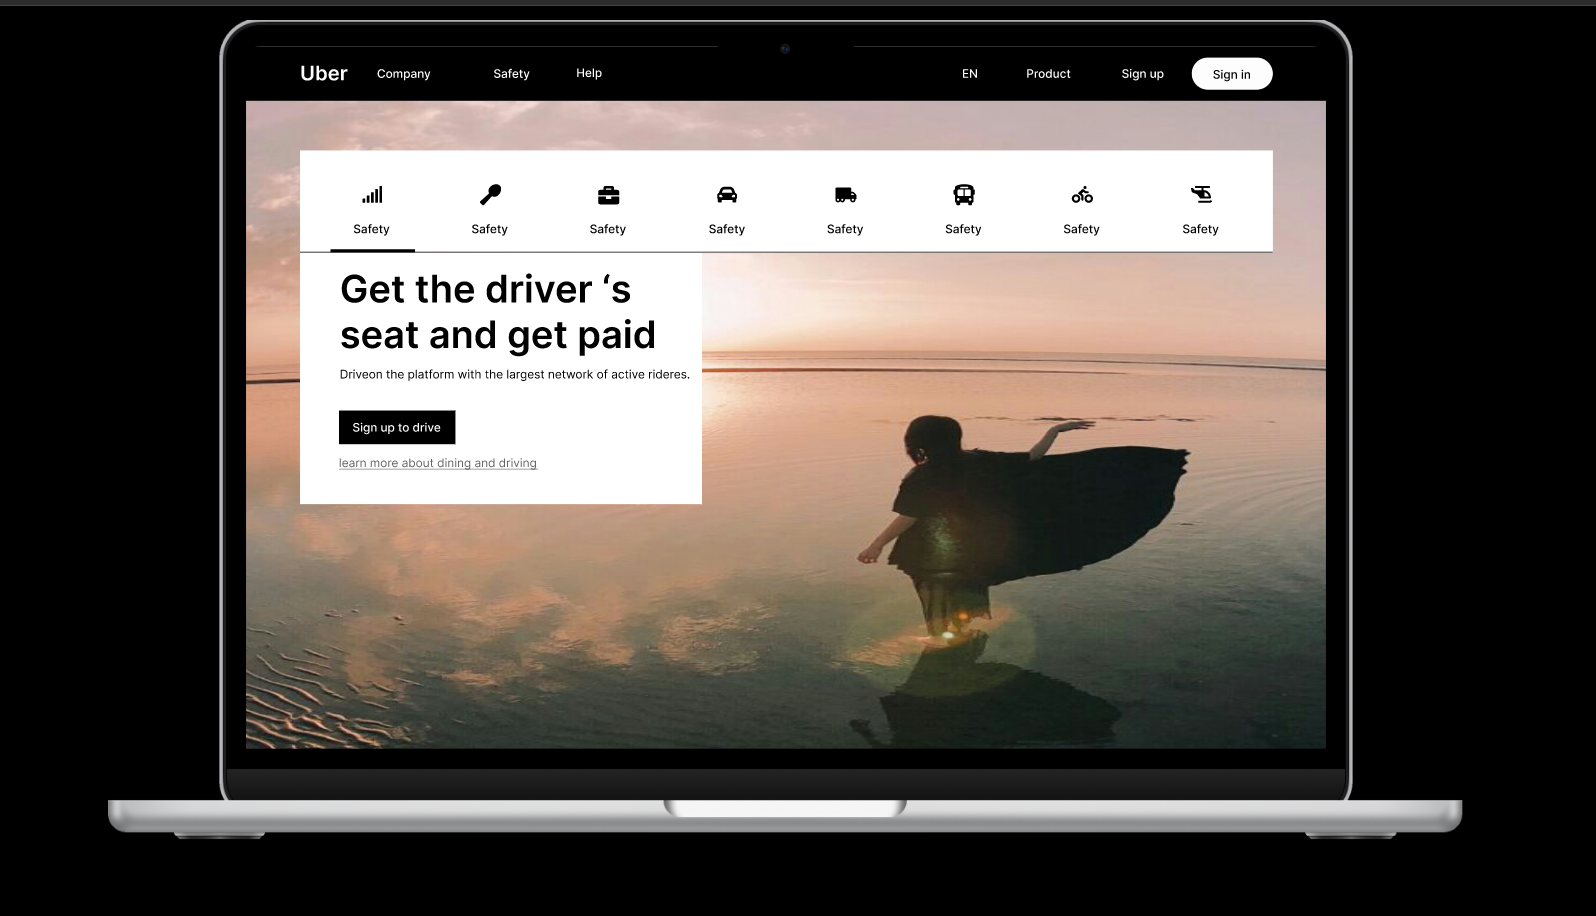 Uber Company Safety Help EN Product Sign up Sign in
Safety Safety Safety Safety Safety Safety Safety Safety
Get the driver ‘s
seat and get paid
Driveon the platform with the largest network of active rideres.
Sign up to drive
learn more about dining and driving